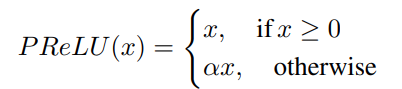 PReLU(x) = { x, if x ≥ 0
αx, otherwise